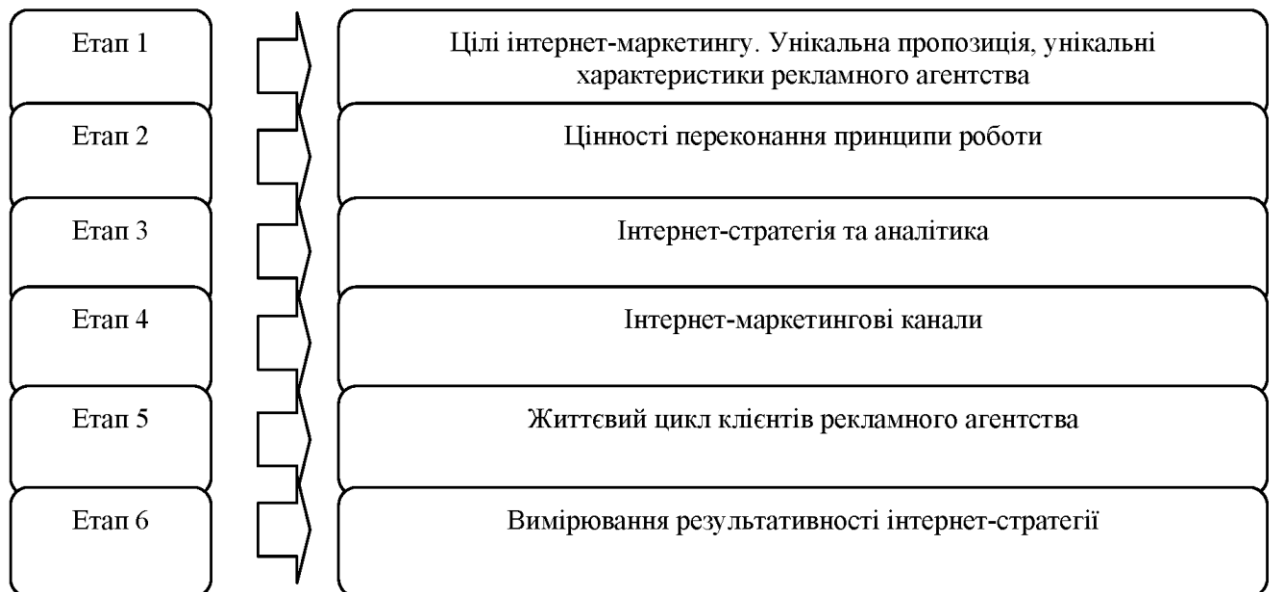 Етап 1
Цілі інтернет-маркетингу. Унікальна пропозиція, унікальні
характеристики рекламного агентства
Етап 2
Цінності переконання принципи роботи
Етап 3
Інтернет-стратегія та аналітика
Етап 4
Інтернет-маркетингові канали
Етап 5
Життєвий цикл клієнтів рекламного агентства
Етап 6
Вимірювання результативності інтернет-стратегії